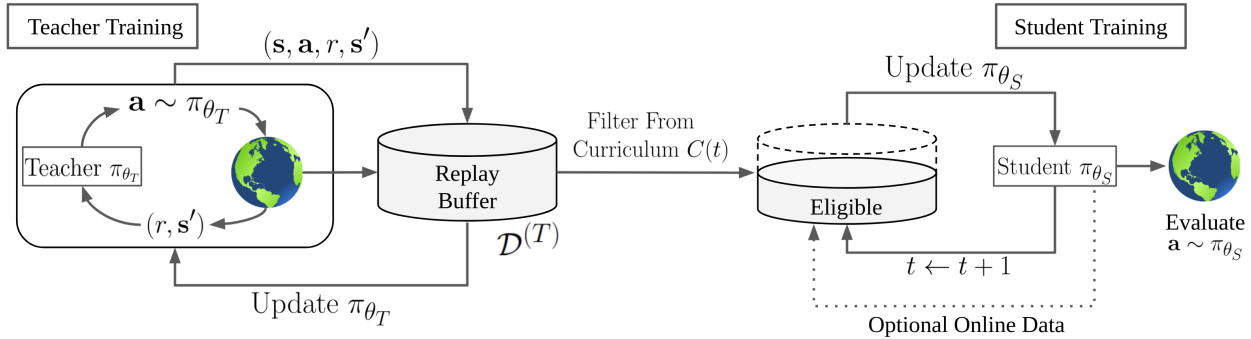 Teacher Training
(s, a, r, s′)
a ∼ π_{θ_T}
Teacher π_{θ_T}
(r, s′)
Replay
Buffer
𝒟^{(T)}
Update π_{θ_T}
Filter From
Curriculum C(t)
Student Training
Update π_{θ_S}
Eligible
Student π_{θ_S}
t ← t + 1
Optional Online Data
Evaluate
a ∼ π_{θ_S}